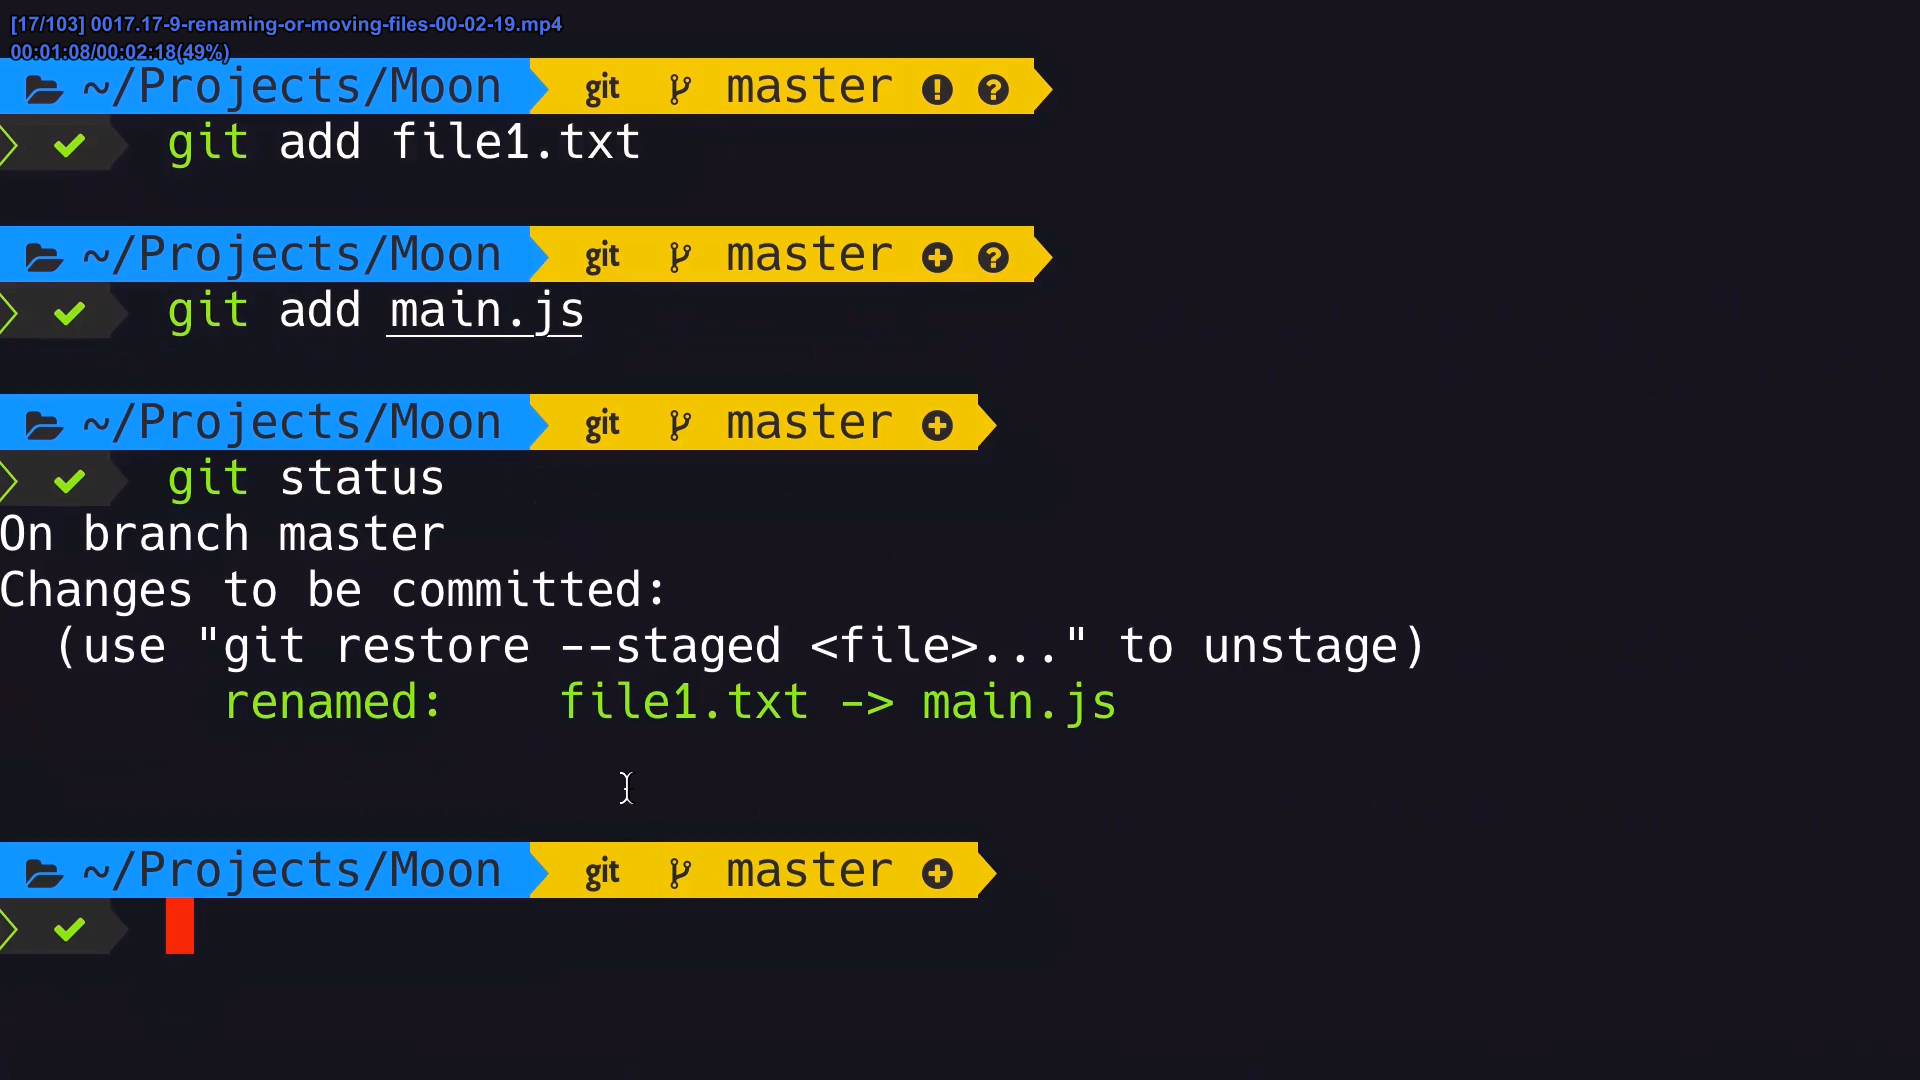 [17/103] 0017.17-9-renaming-or-moving-files-00-02-19.mp4
00:01:08/00:02:18(49%)
~/Projects/Moon git master
git add file1.txt
~/Projects/Moon git master
git add main.js
~/Projects/Moon git master
git status
On branch master
Changes to be committed:
(use "git restore --staged <file>..." to unstage)
renamed: file1.txt -> main.js
~/Projects/Moon git master